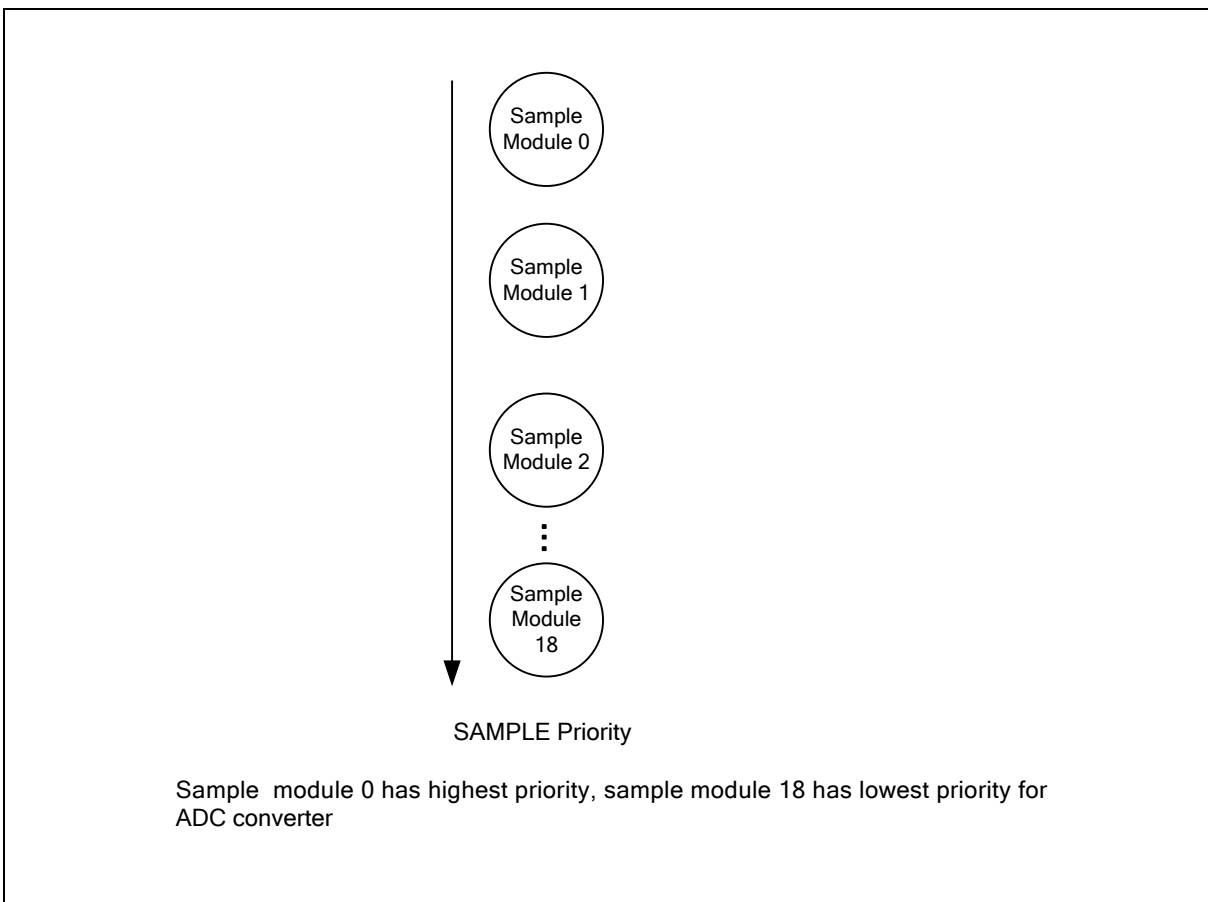 Sample
Module 0
Sample
Module 1
Sample
Module 2
Sample
Module
18
SAMPLE Priority
Sample module 0 has highest priority, sample module 18 has lowest priority for
ADC converter